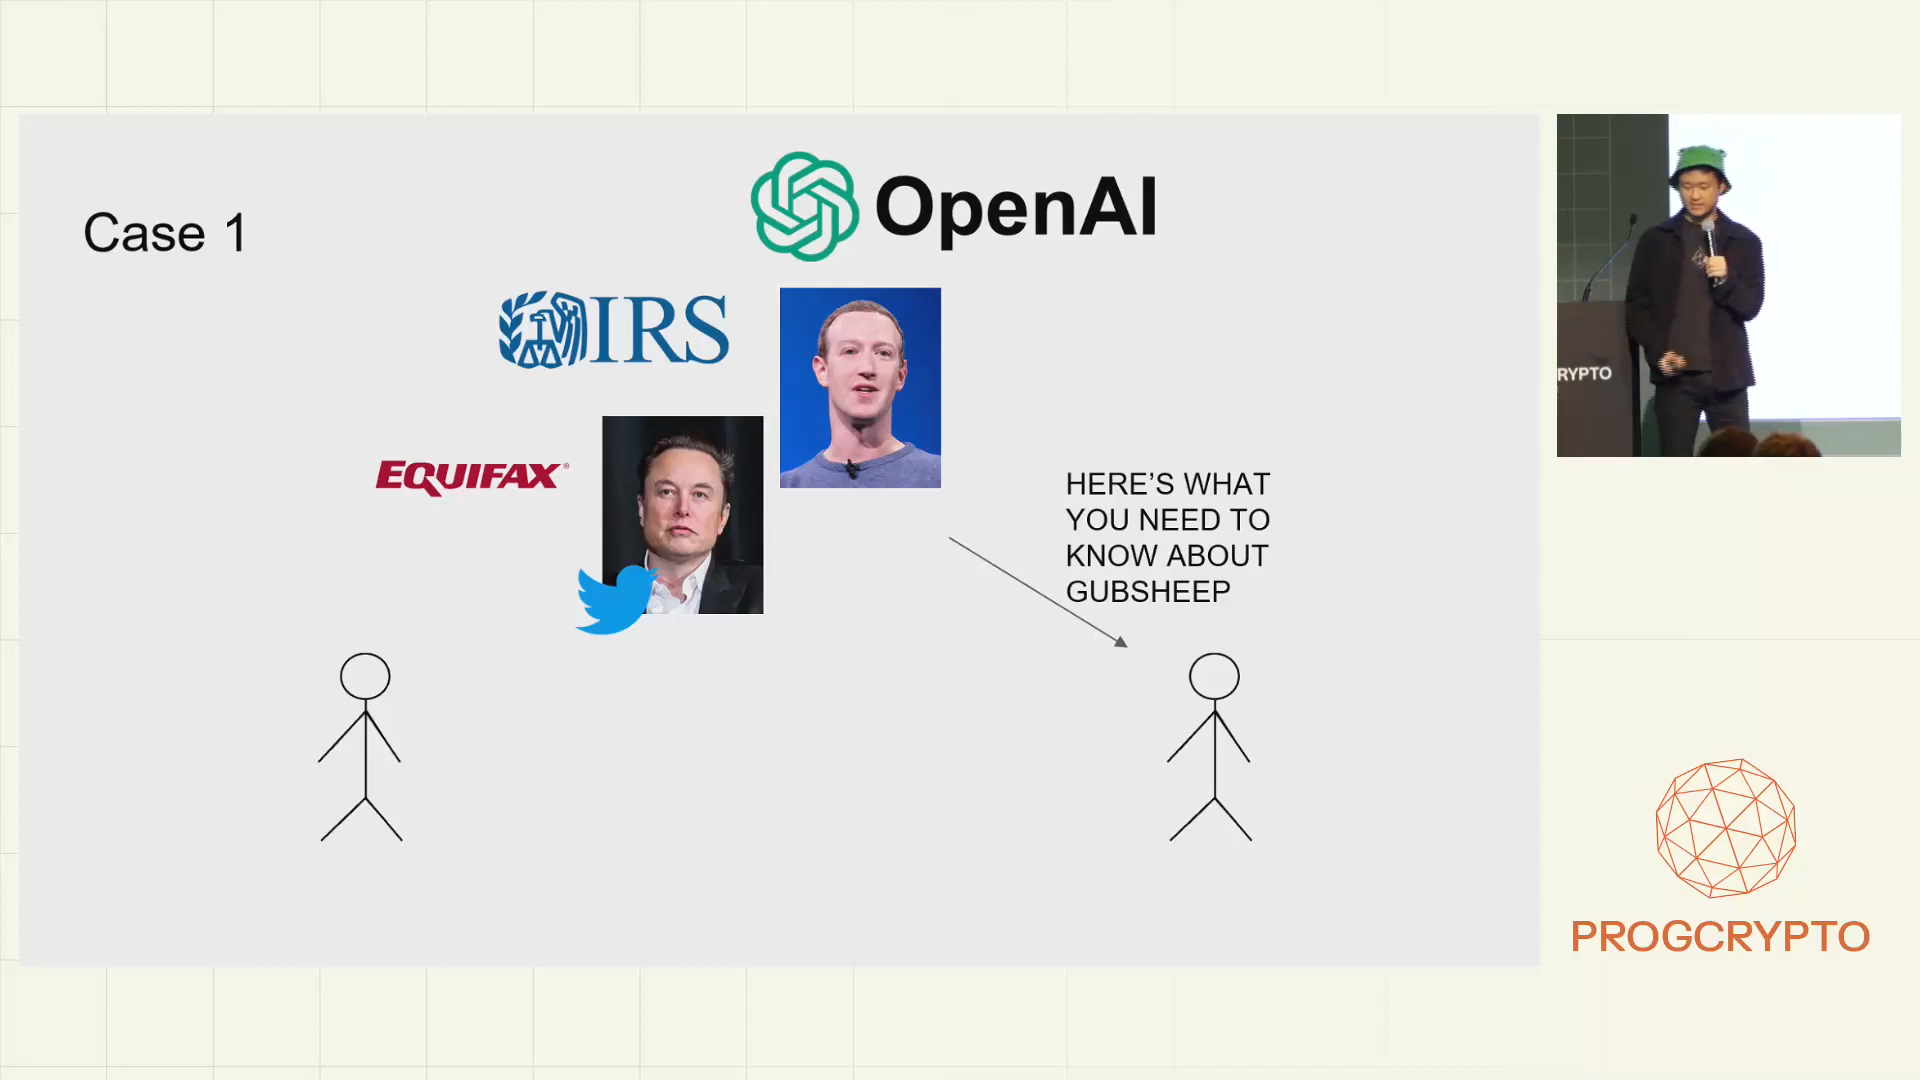 Case 1
OpenAI
IRS
EQUIFAX
HERE'S WHAT
YOU NEED TO
KNOW ABOUT
GUBSHEEP
RYPTO
PROGCRYPTO